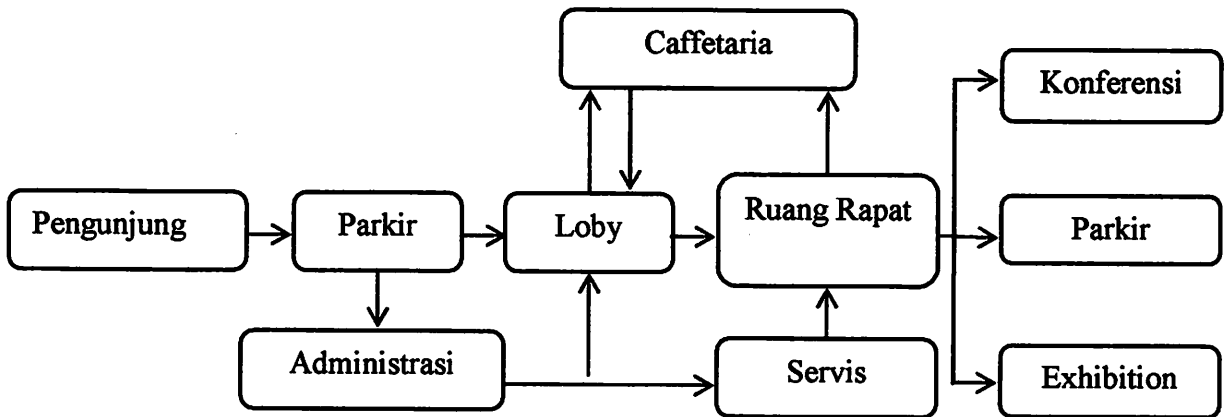 Caffetaria
Konferensi
Pengunjung
Parkir
Loby
Ruang Rapat
Parkir
Administrasi
Servis
Exhibition